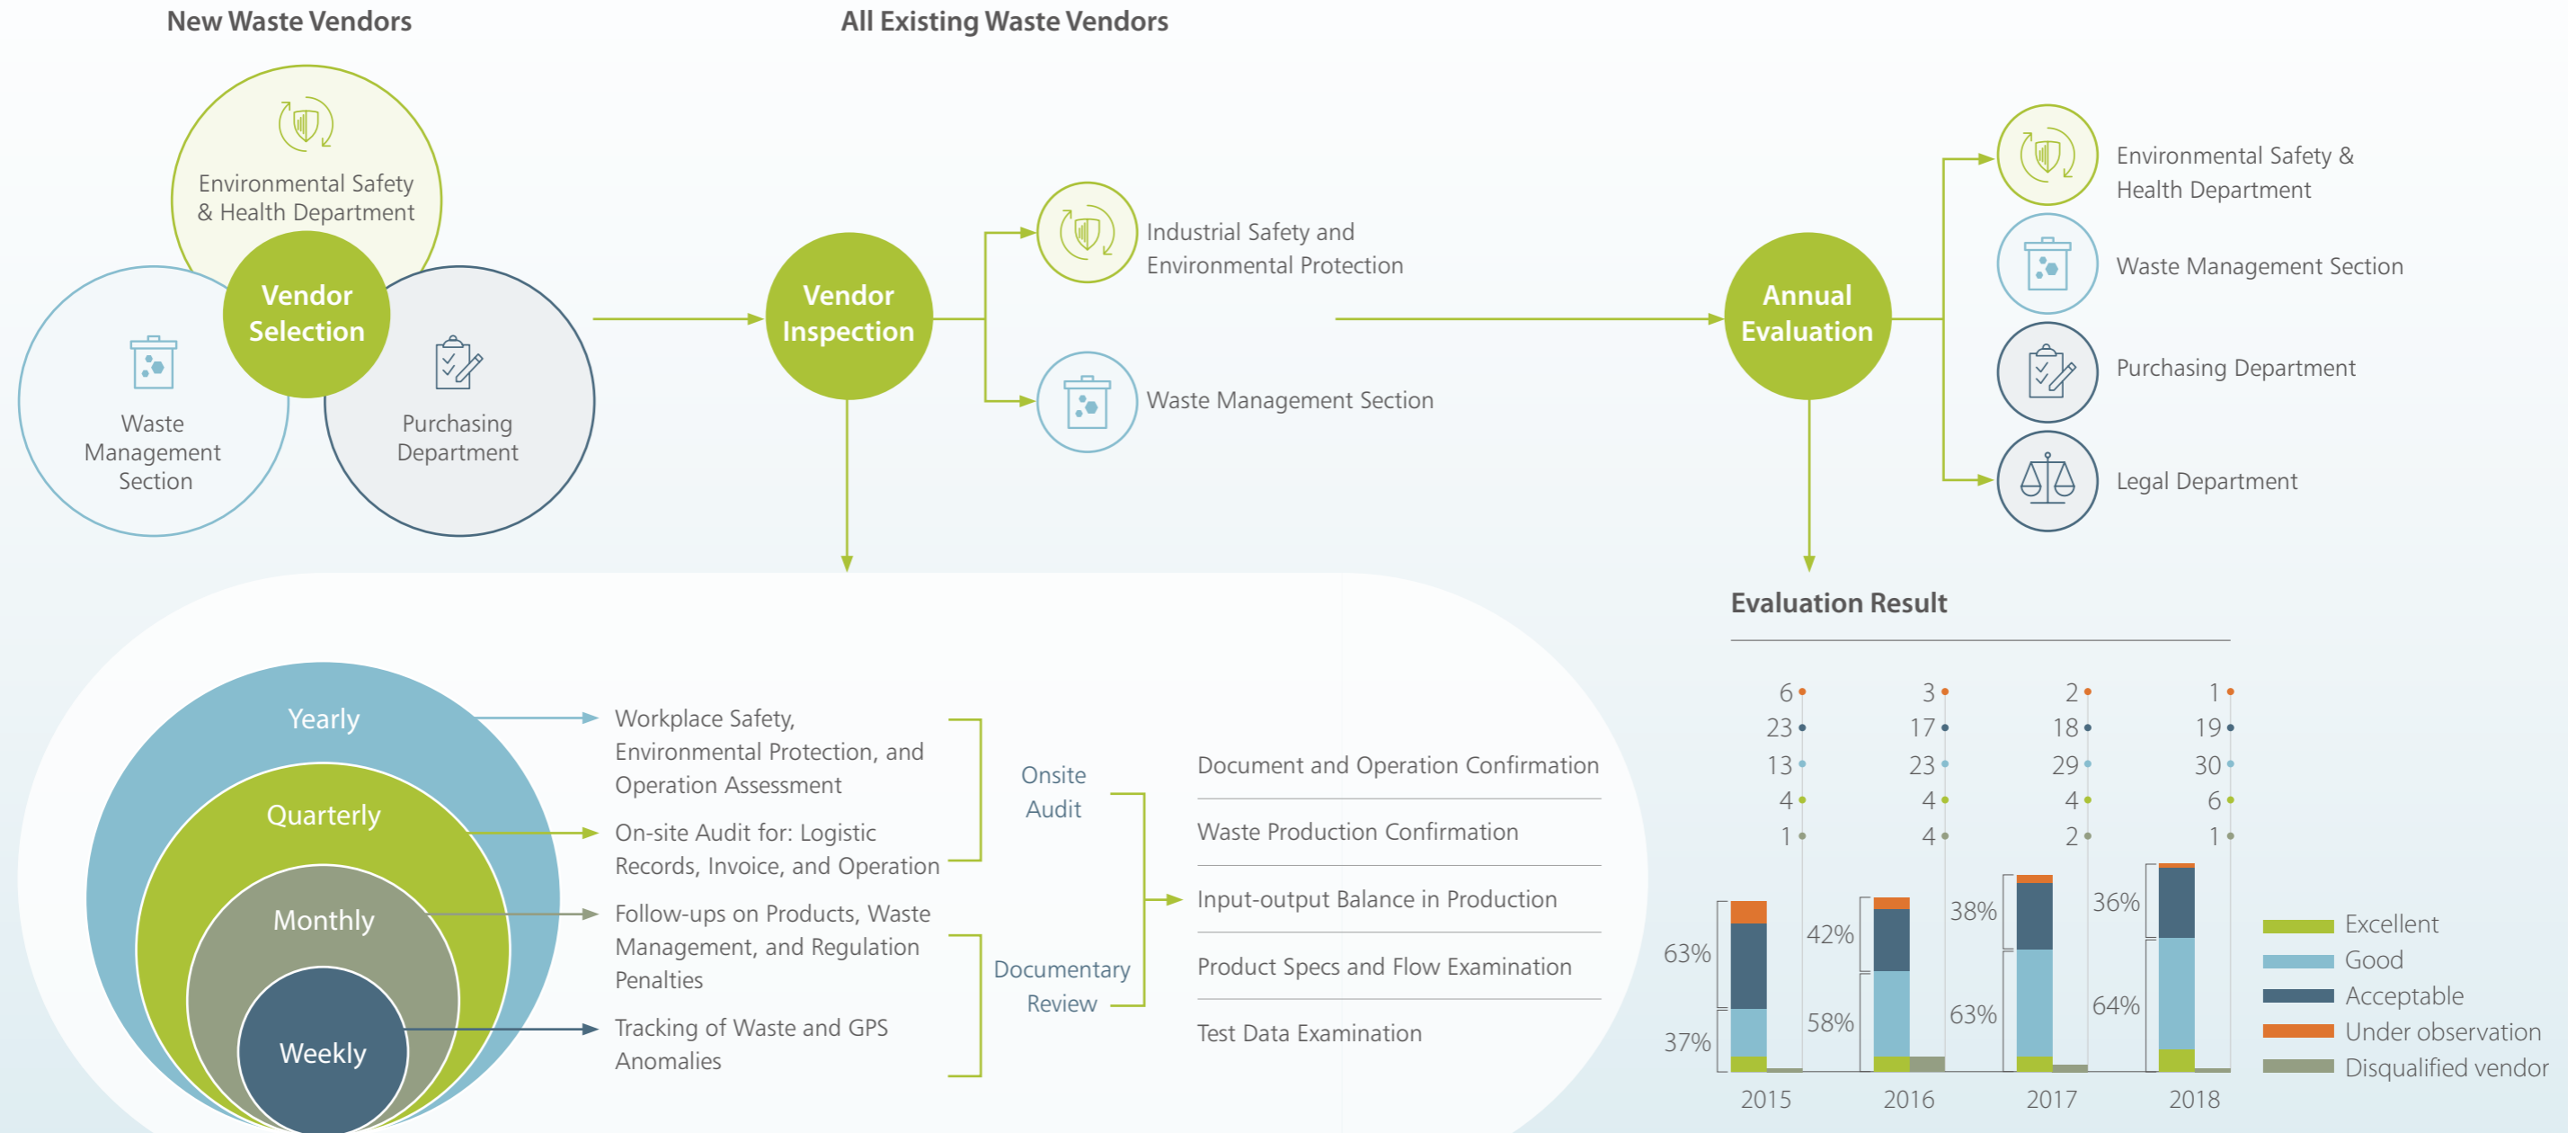 New Waste Vendors
All Existing Waste Vendors
Environmental Safety
& Health Department
Vendor
Selection
Waste
Management
Section
Purchasing
Department
Vendor
Inspection
Industrial Safety and
Environmental Protection
Waste Management Section
Annual
Evaluation
Environmental Safety &
Health Department
Waste Management Section
Purchasing Department
Legal Department
Yearly
Quarterly
Monthly
Weekly
Workplace Safety,
Environmental Protection, and
Operation Assessment
On-site Audit for: Logistic
Records, Invoice, and Operation
Follow-ups on Products, Waste
Management, and Regulation
Penalties
Tracking of Waste and GPS
Anomalies
Onsite
Audit
Documentary
Review
Document and Operation Confirmation
Waste Production Confirmation
Input-output Balance in Production
Product Specs and Flow Examination
Test Data Examination
Evaluation Result
6 3 2 1
23 17 18 19
13 23 29 30
4 4 4 6
1 4 2 1
63% 42% 38% 36%
37% 58% 63% 64%
2015 2016 2017 2018
Excellent
Good
Acceptable
Under observation
Disqualified vendor